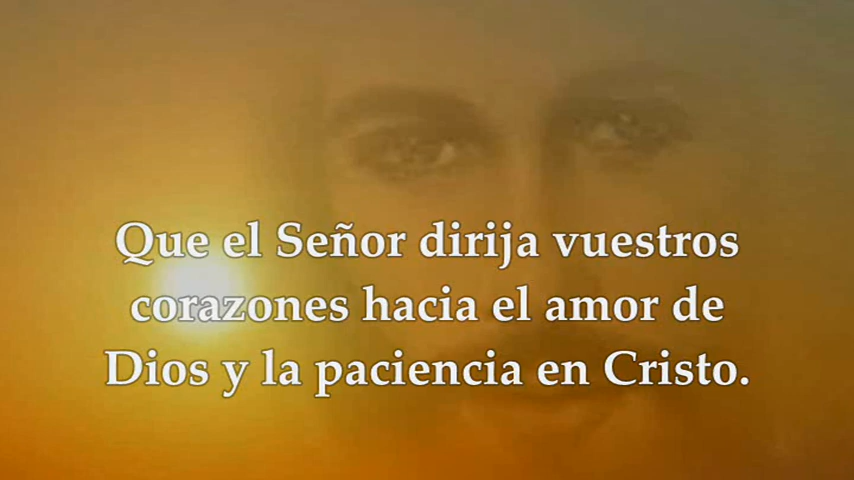 Que el Señor dirija vuestros
corazones hacia el amor de
Dios y la paciencia en Cristo.